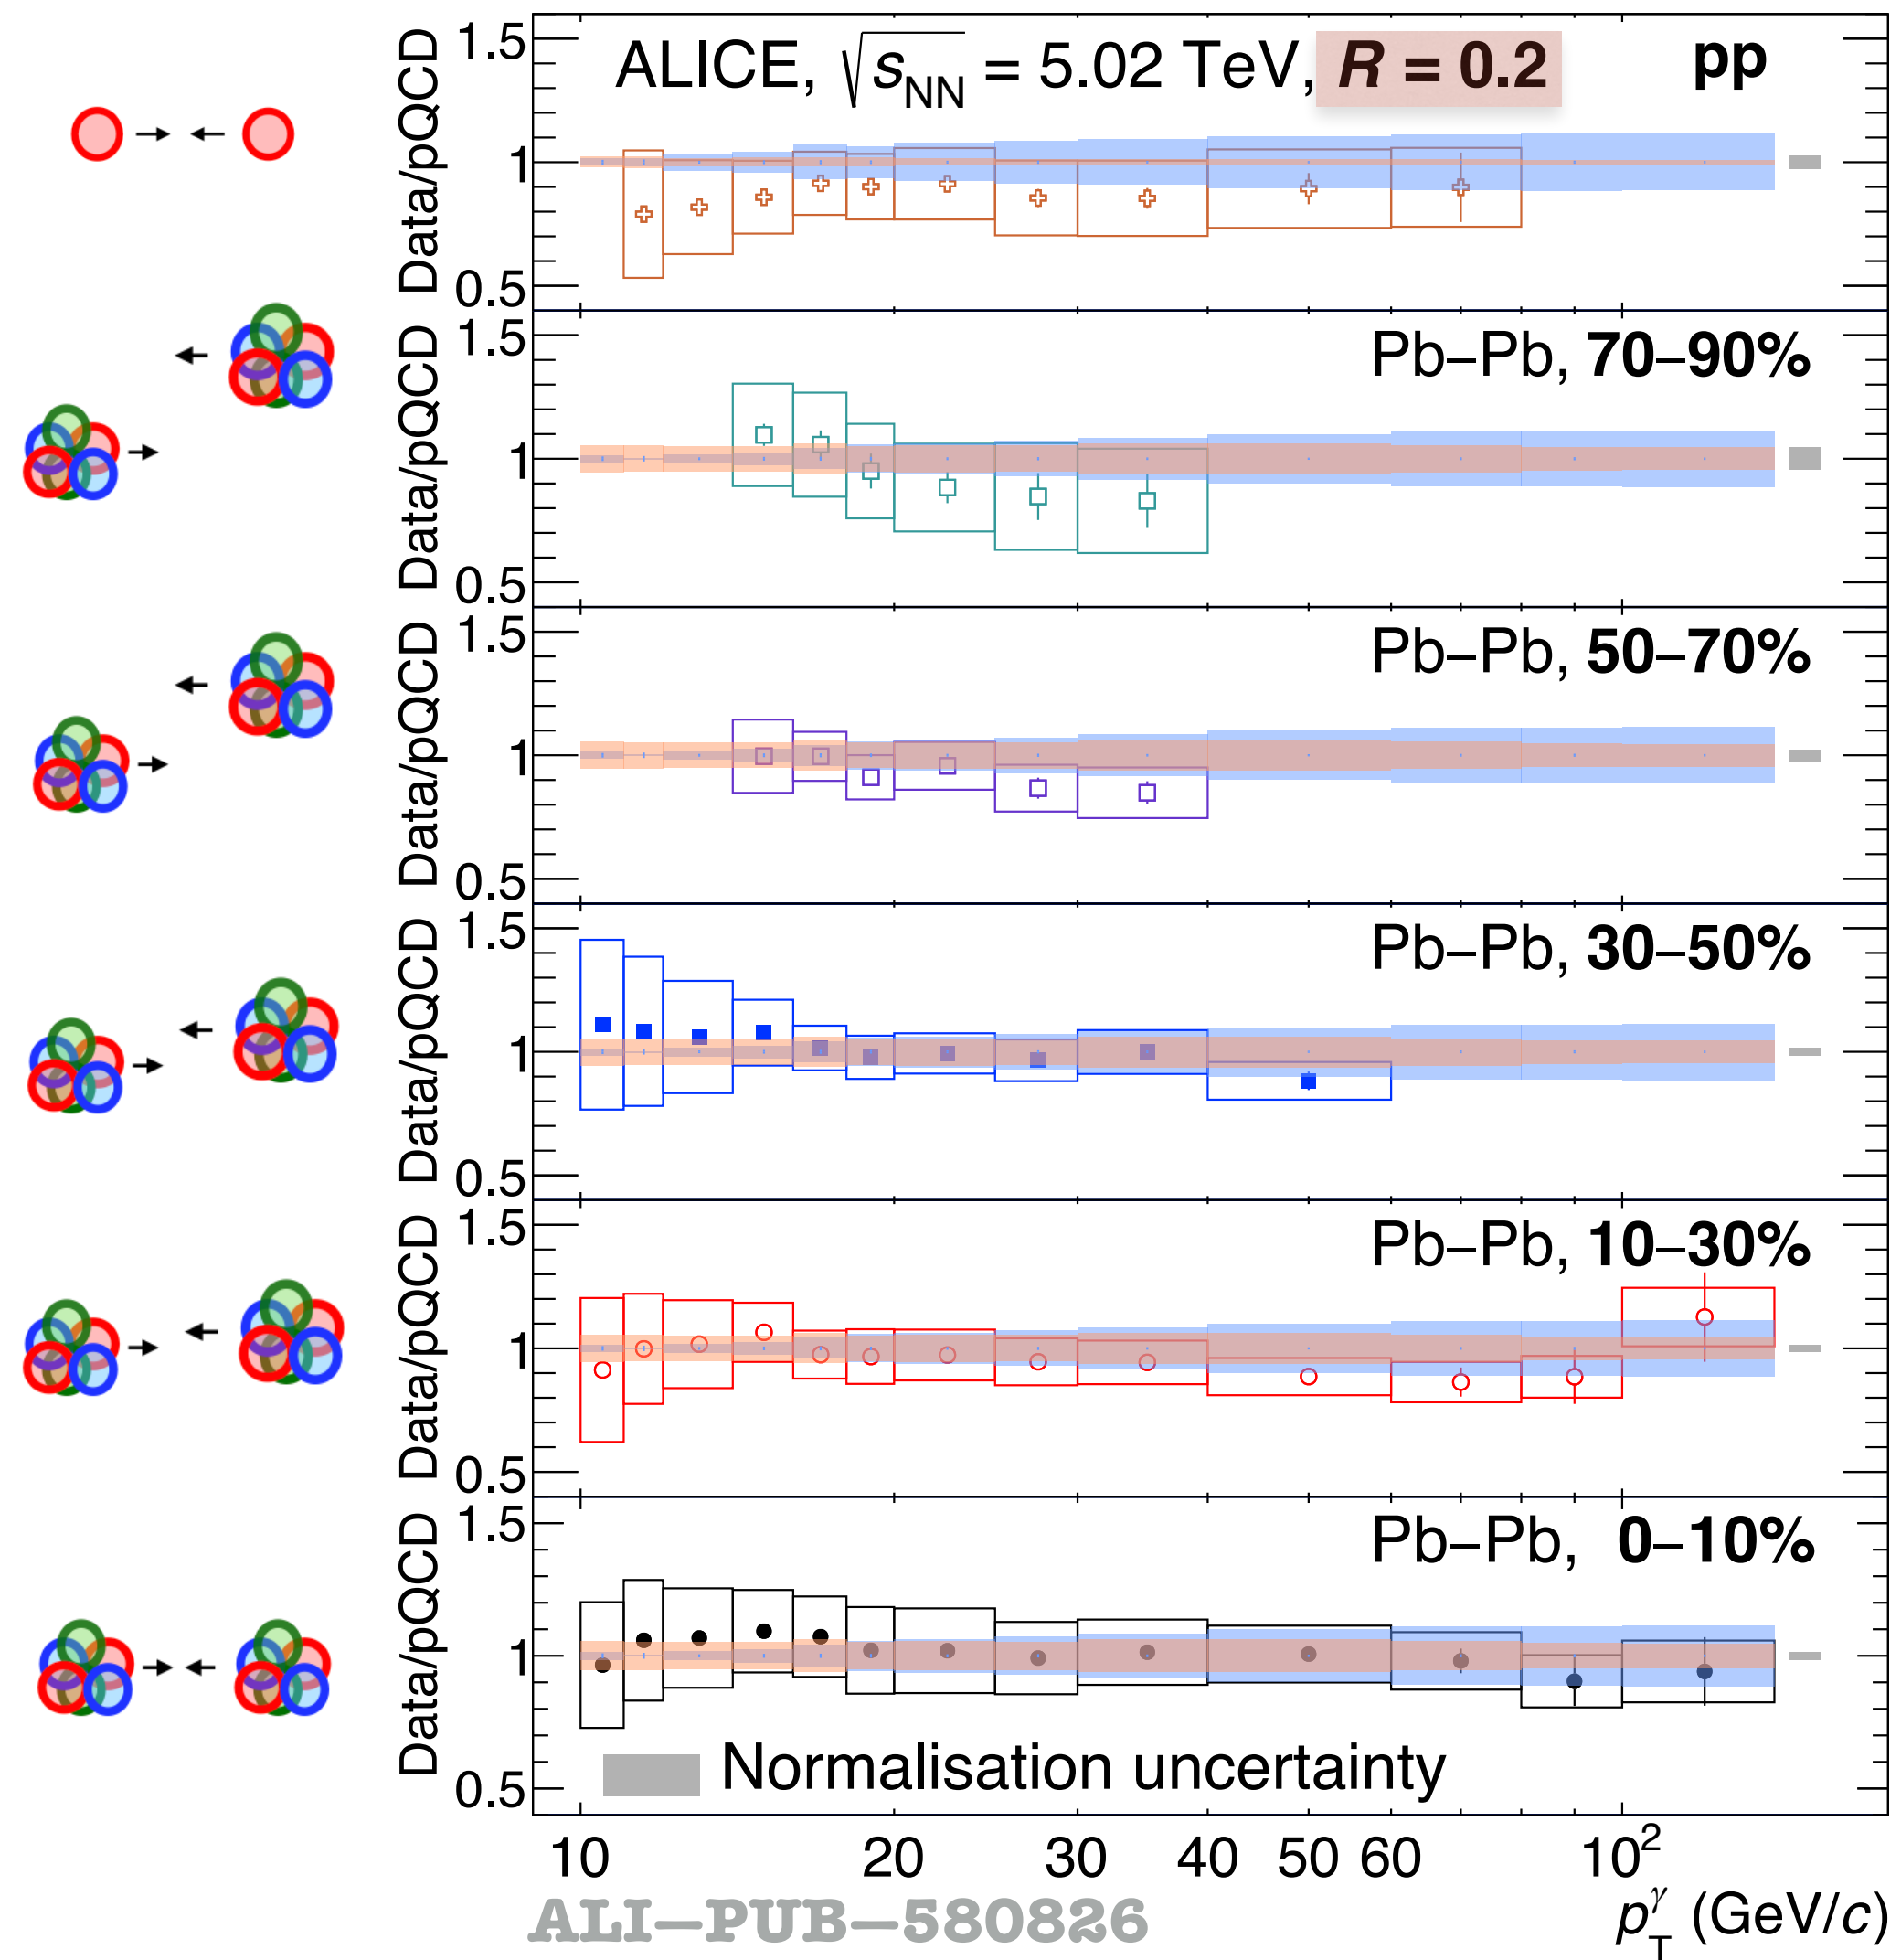 ALICE, √sNN = 5.02 TeV, R = 0.2 pp
Data/pQCD
1.5
1
0.5
Pb–Pb, 70–90%
Data/pQCD
1.5
1
0.5
Pb–Pb, 50–70%
Data/pQCD
1.5
1
0.5
Pb–Pb, 30–50%
Data/pQCD
1.5
1
0.5
Pb–Pb, 10–30%
Data/pQCD
1.5
1
0.5
Pb–Pb, 0–10%
Data/pQCD
1.5
1
0.5
Normalisation uncertainty
10 20 30 40 50 60 10²
pTγ (GeV/c)
ALI–PUB–580826